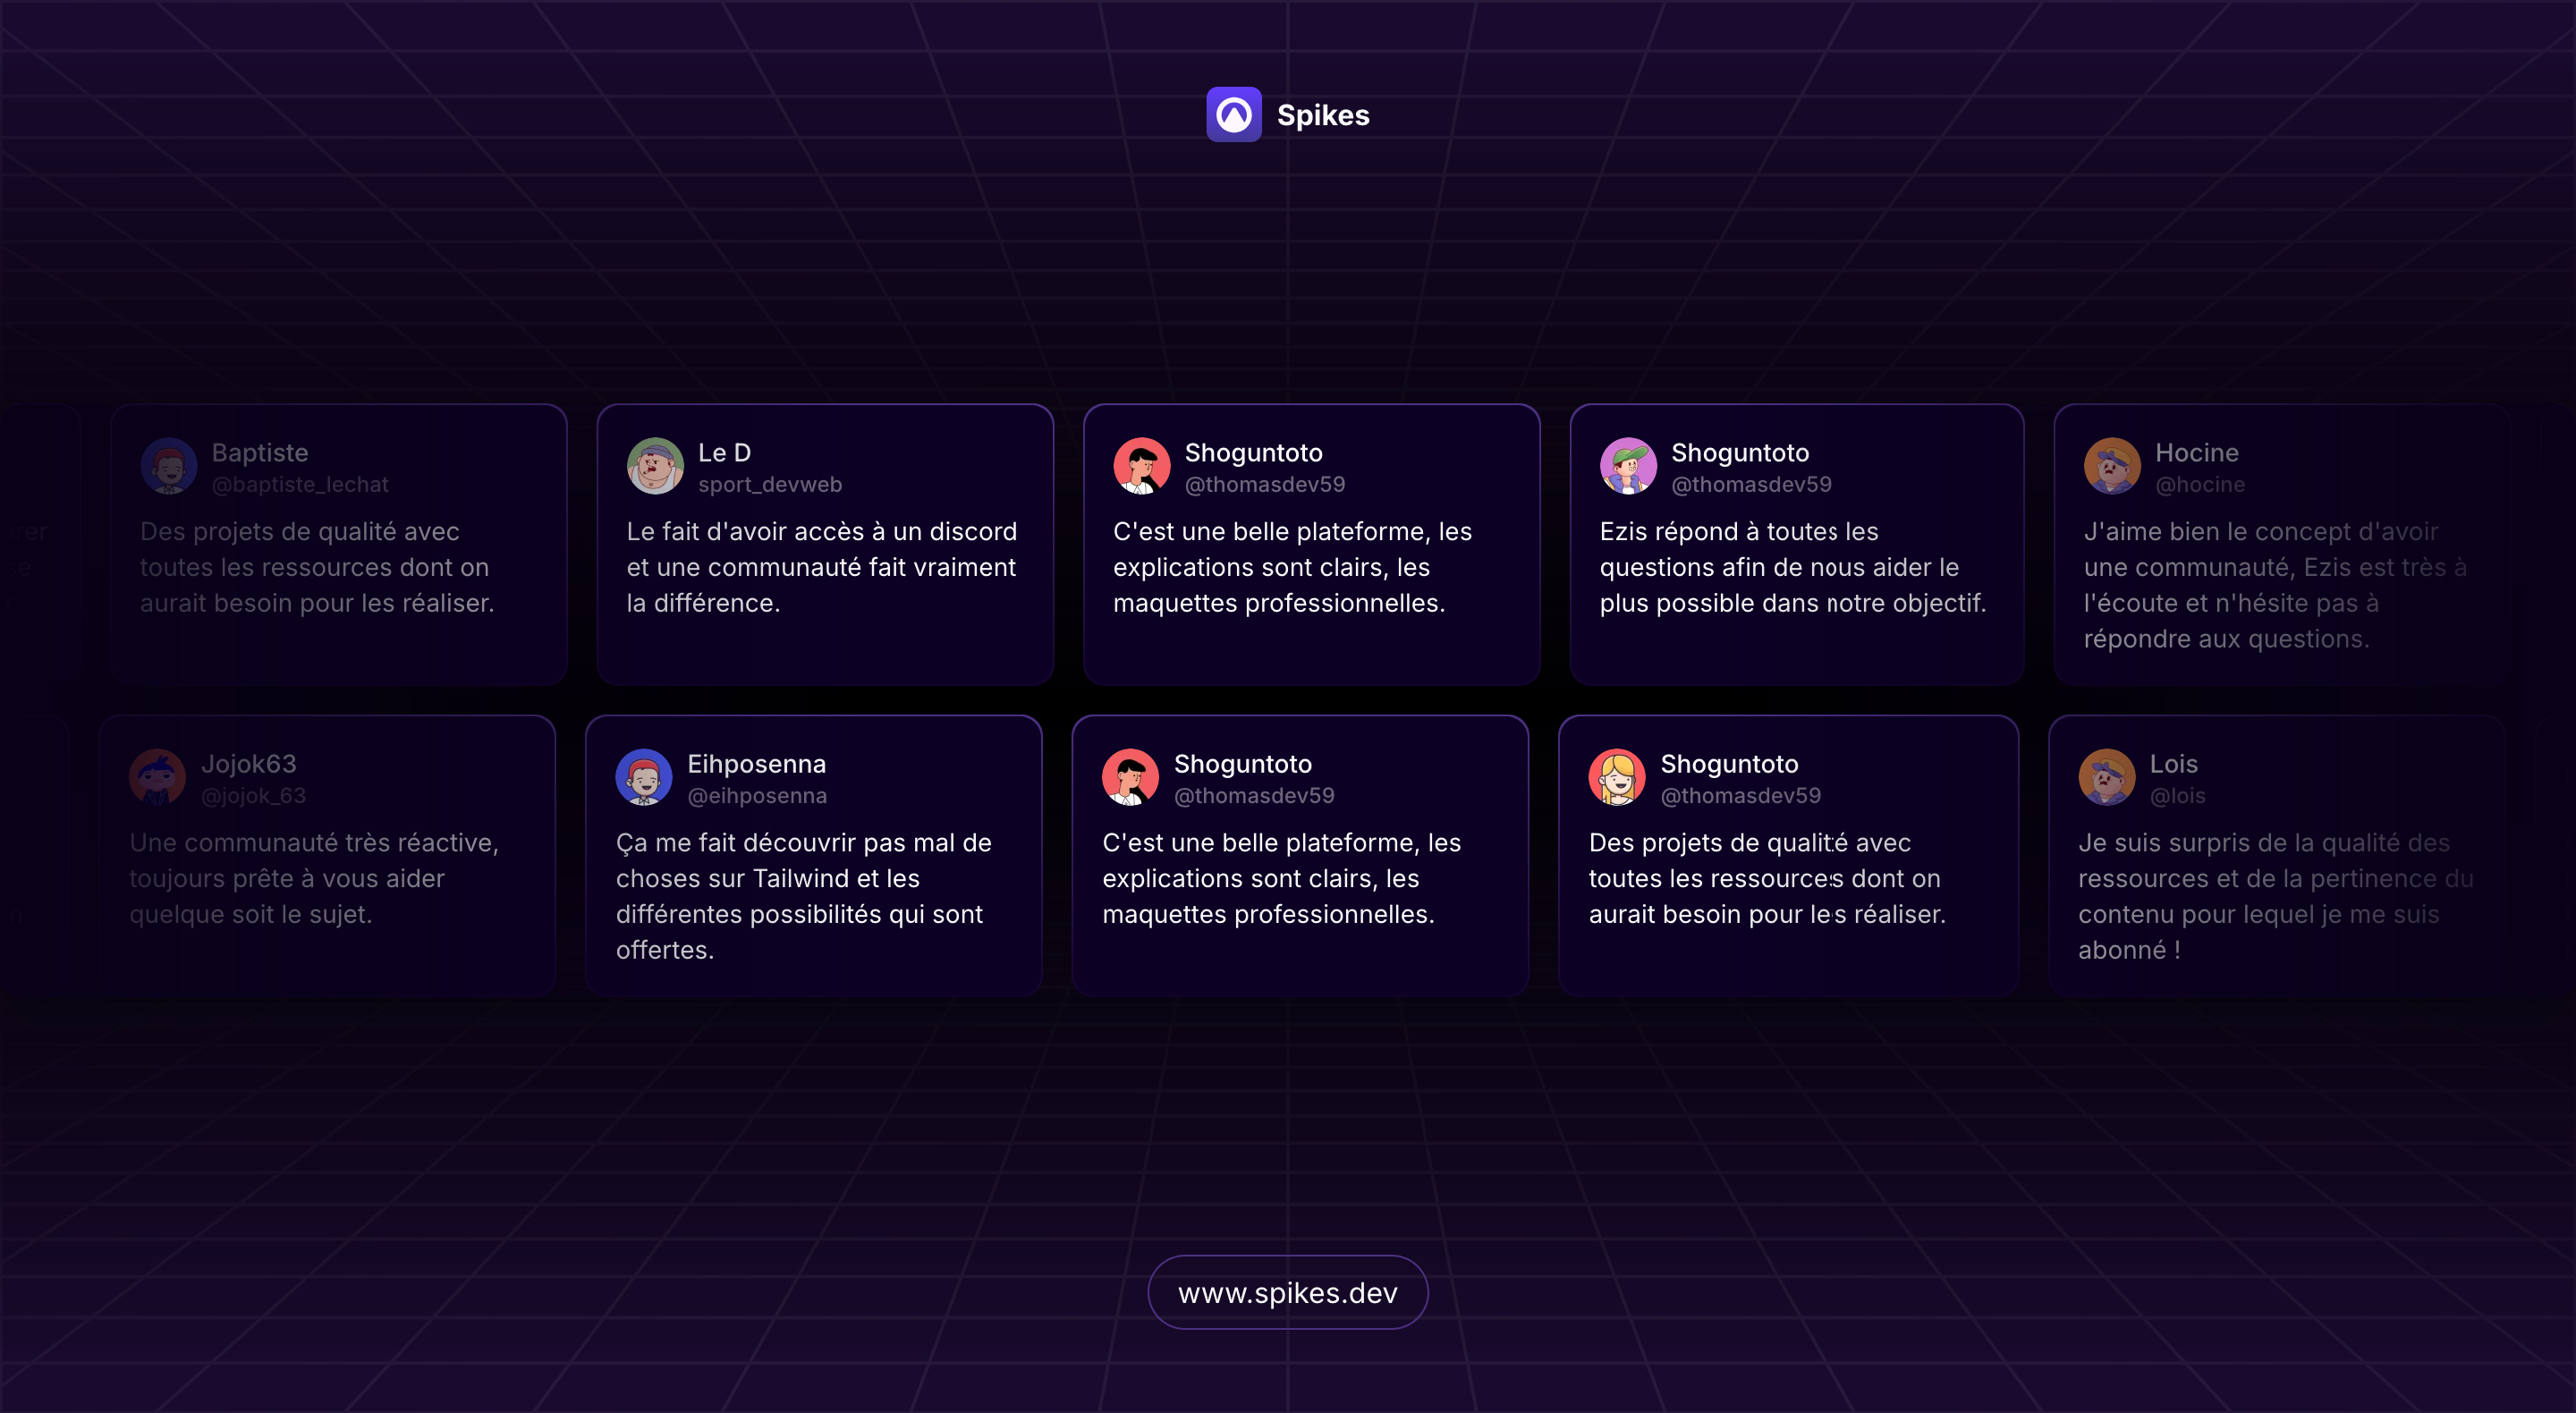 Spikes
Baptiste
@baptiste_lechat
Des projets de qualité avec
toutes les ressources dont on
aurait besoin pour les réaliser.
Le D
sport_devweb
Le fait d'avoir accès à un discord
et une communauté fait vraiment
la différence.
Shoguntoto
@thomasdev59
C'est une belle plateforme, les
explications sont clairs, les
maquettes professionnelles.
Shoguntoto
@thomasdev59
Ezis répond à toutes les
questions afin de nous aider le
plus possible dans notre objectif.
Hocine
@hocine
J'aime bien le concept d'avoir
une communauté, Ezis est très à
l'écoute et n'hésite pas à
répondre aux questions.
Jojok63
@jojok_63
Une communauté très réactive,
toujours prête à vous aider
quelque soit le sujet.
Eihposenna
@eihposenna
Ça me fait découvrir pas mal de
choses sur Tailwind et les
différentes possibilités qui sont
offertes.
Shoguntoto
@thomasdev59
C'est une belle plateforme, les
explications sont clairs, les
maquettes professionnelles.
Shoguntoto
@thomasdev59
Des projets de qualité avec
toutes les ressources dont on
aurait besoin pour les réaliser.
Lois
@lois
Je suis surpris de la qualité des
ressources et de la pertinence du
contenu pour lequel je me suis
abonné !
www.spikes.dev